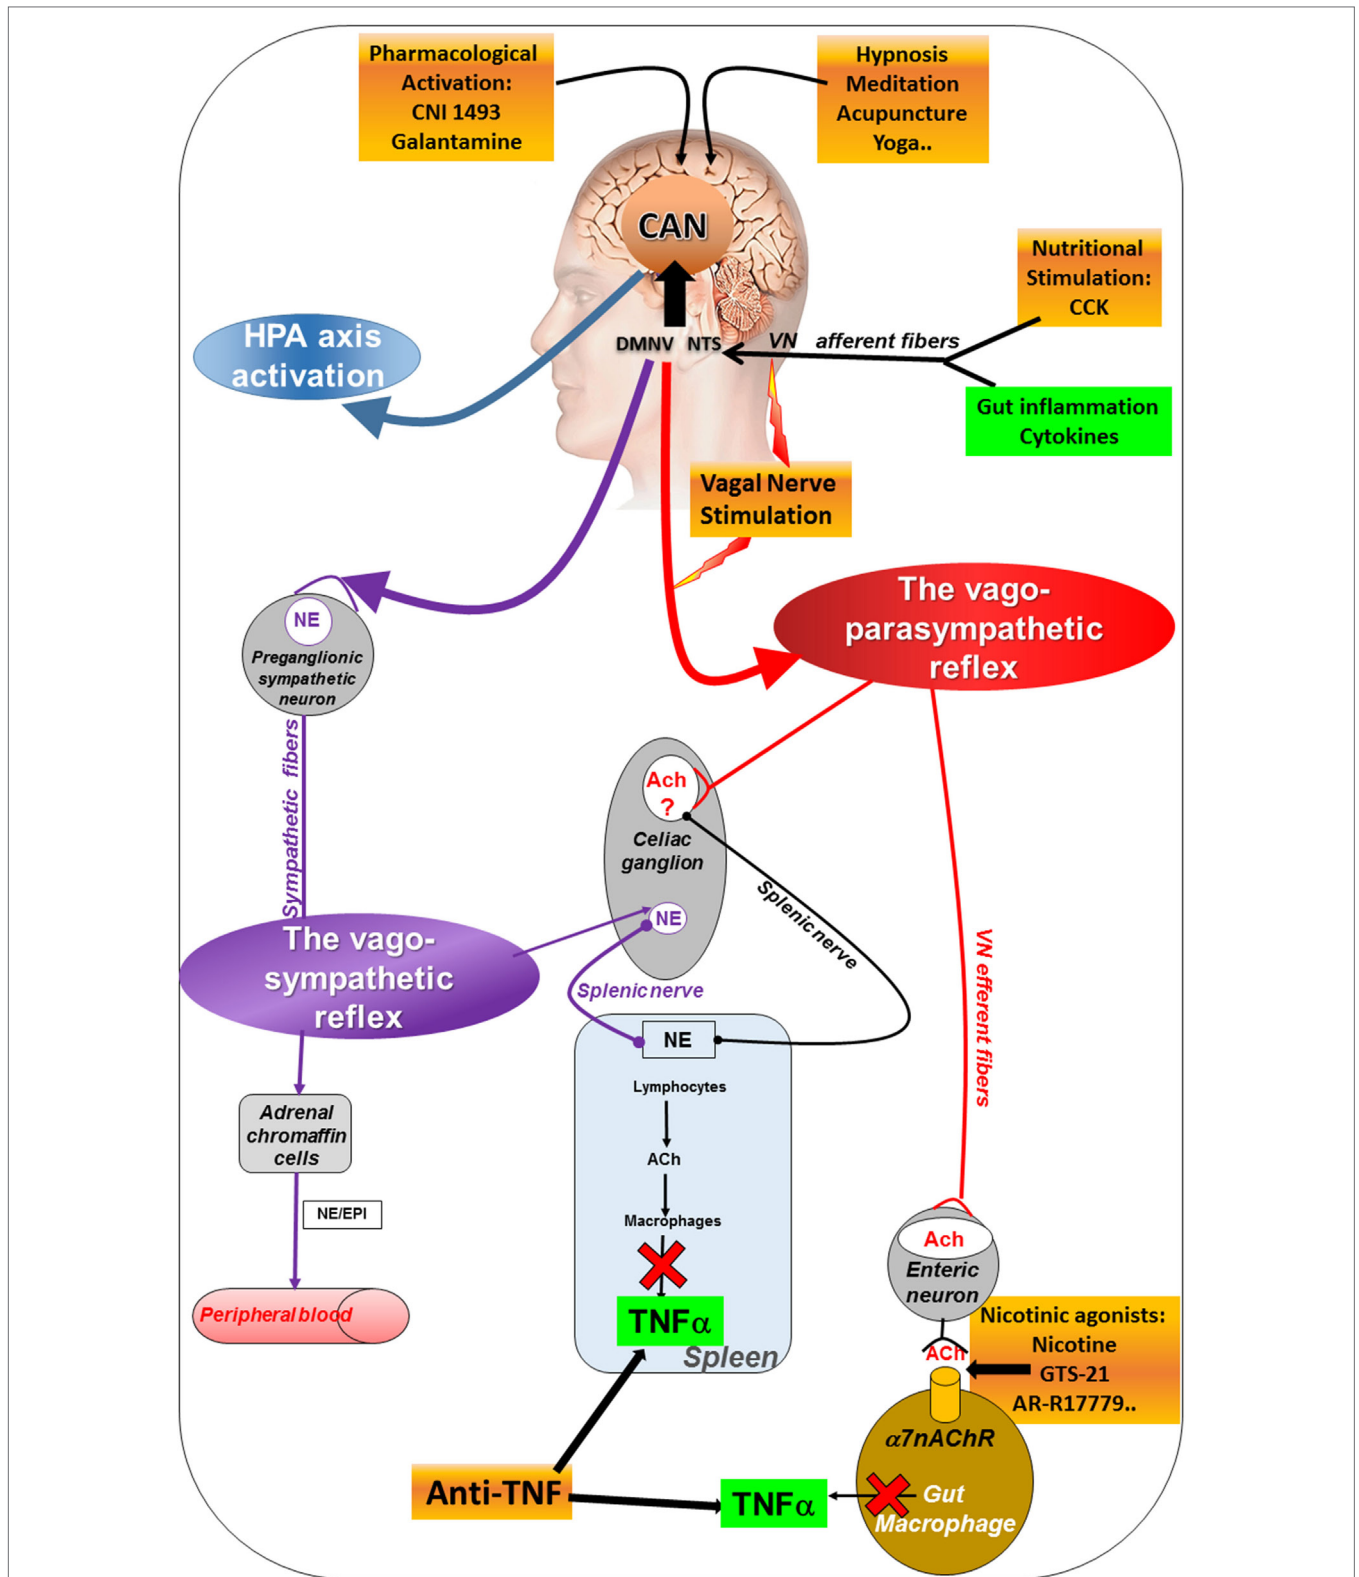 Pharmacological
Activation:
CNI 1493
Galantamine
Hypnosis
Meditation
Acupuncture
Yoga..
CAN
Nutritional
Stimulation:
CCK
HPA axis
activation
DMNV NTS
VN afferent fibers
Gut inflammation
Cytokines
Vagal Nerve
Stimulation
The vago-
parasympathetic
reflex
NE
Preganglionic
sympathetic
neuron
Sympathetic fibers
Ach
?
Celiac
ganglion
Splenic nerve
NE
The vago-
sympathetic
reflex
Splenic nerve
VN efferent fibers
NE
Lymphocytes
ACh
Macrophages
TNFα
Spleen
Adrenal
chromaffin
cells
NE/EPI
Peripheral blood
Ach
Enteric
neuron
ACh
Nicotinic agonists:
Nicotine
GTS-21
AR-R17779..
α7nAChR
Gut
Macrophage
Anti-TNF
TNFα